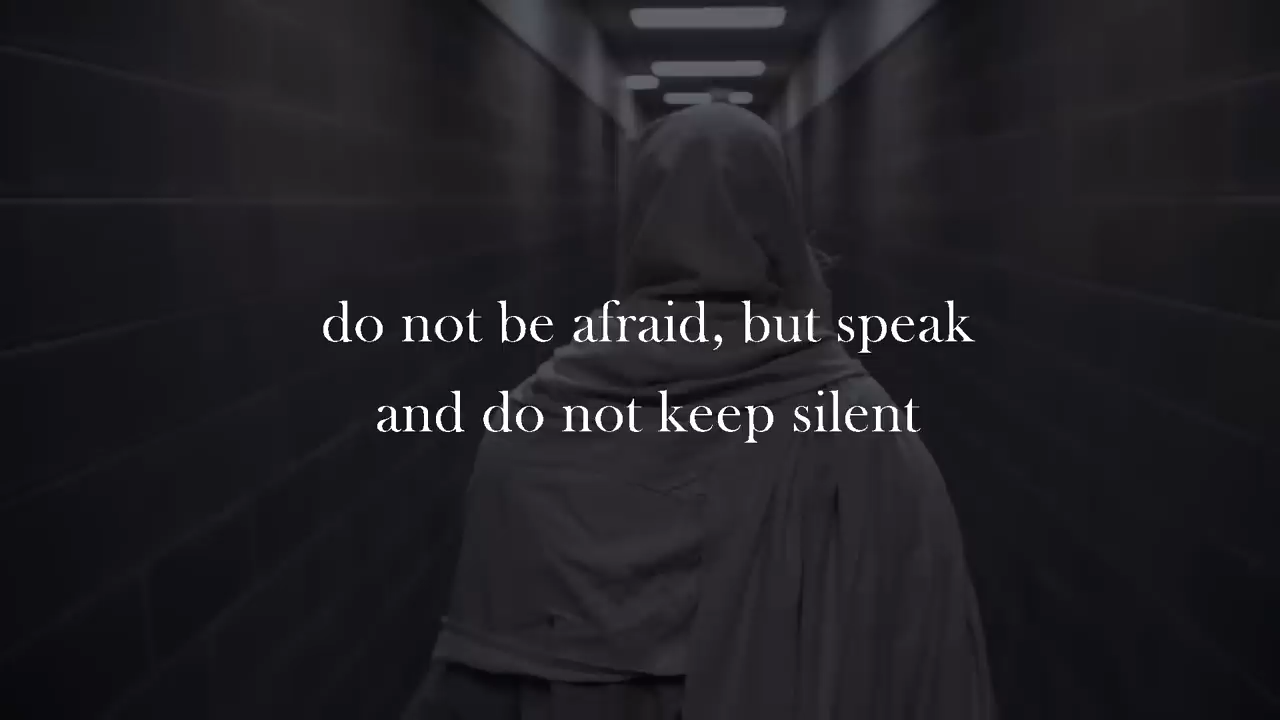 do not be afraid, but speak
and do not keep silent